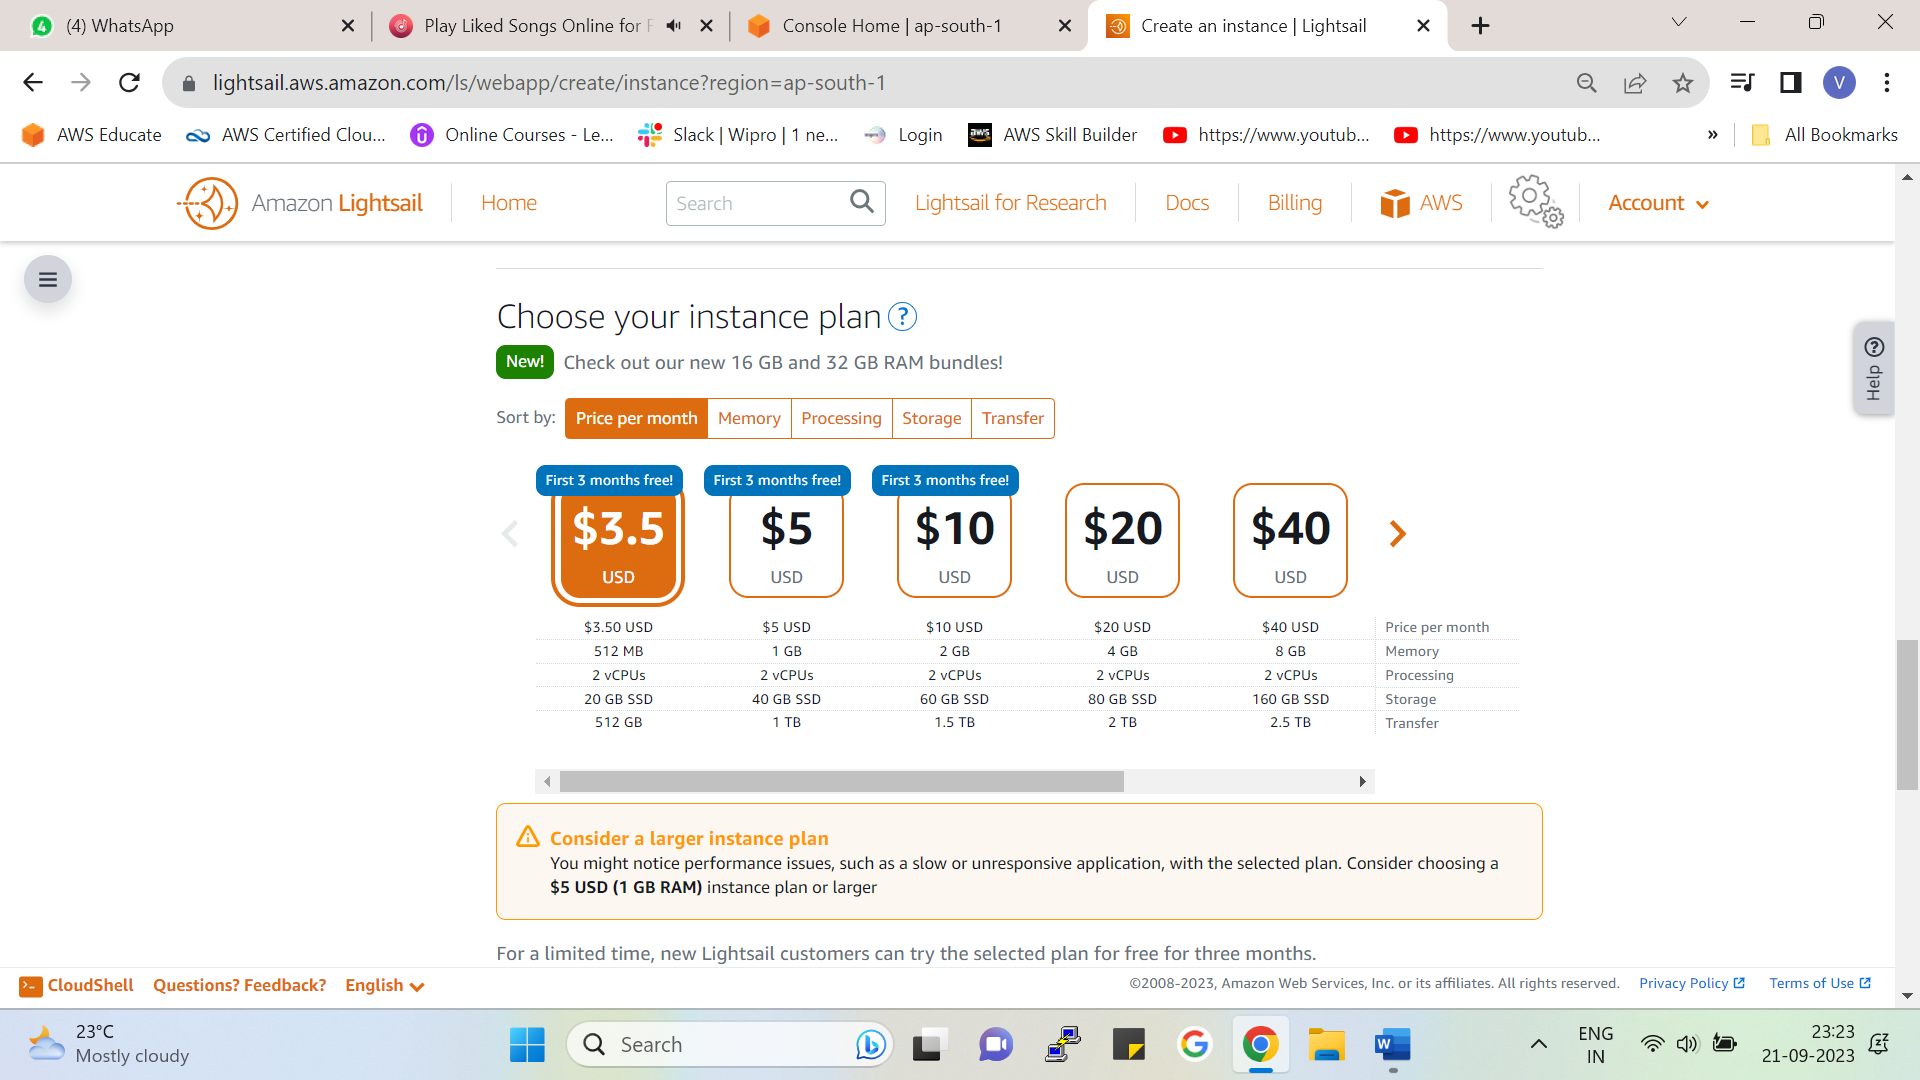 4 (4) WhatsApp
Play Liked Songs Online for F
Console Home | ap-south-1
Create an instance | Lightsail
lightsail.aws.amazon.com/ls/webapp/create/instance?region=ap-south-1
V
AWS Educate
AWS Certified Clou...
Online Courses - Le...
Slack | Wipro | 1 ne...
Login
AWS Skill Builder
https://www.youtub...
https://www.youtub...
»
All Bookmarks
Amazon Lightsail
Home
Search
Lightsail for Research
Docs
Billing
AWS
Account
Help
Choose your instance plan ?
New! Check out our new 16 GB and 32 GB RAM bundles!
Sort by: Price per month Memory Processing Storage Transfer
First 3 months free! First 3 months free! First 3 months free!
$3.5 $5 $10 $20 $40
USD USD USD USD USD
$3.50 USD $5 USD $10 USD $20 USD $40 USD Price per month
512 MB 1 GB 2 GB 4 GB 8 GB Memory
2 vCPUs 2 vCPUs 2 vCPUs 2 vCPUs 2 vCPUs Processing
20 GB SSD 40 GB SSD 60 GB SSD 80 GB SSD 160 GB SSD Storage
512 GB 1 TB 1.5 TB 2 TB 2.5 TB Transfer
Consider a larger instance plan
You might notice performance issues, such as a slow or unresponsive application, with the selected plan. Consider choosing a
$5 USD (1 GB RAM) instance plan or larger
For a limited time, new Lightsail customers can try the selected plan for free for three months.
CloudShell Questions? Feedback? English
©2008-2023, Amazon Web Services, Inc. or its affiliates. All rights reserved. Privacy Policy Terms of Use
23°C
Mostly cloudy
Search
ENG
IN
23:23
21-09-2023